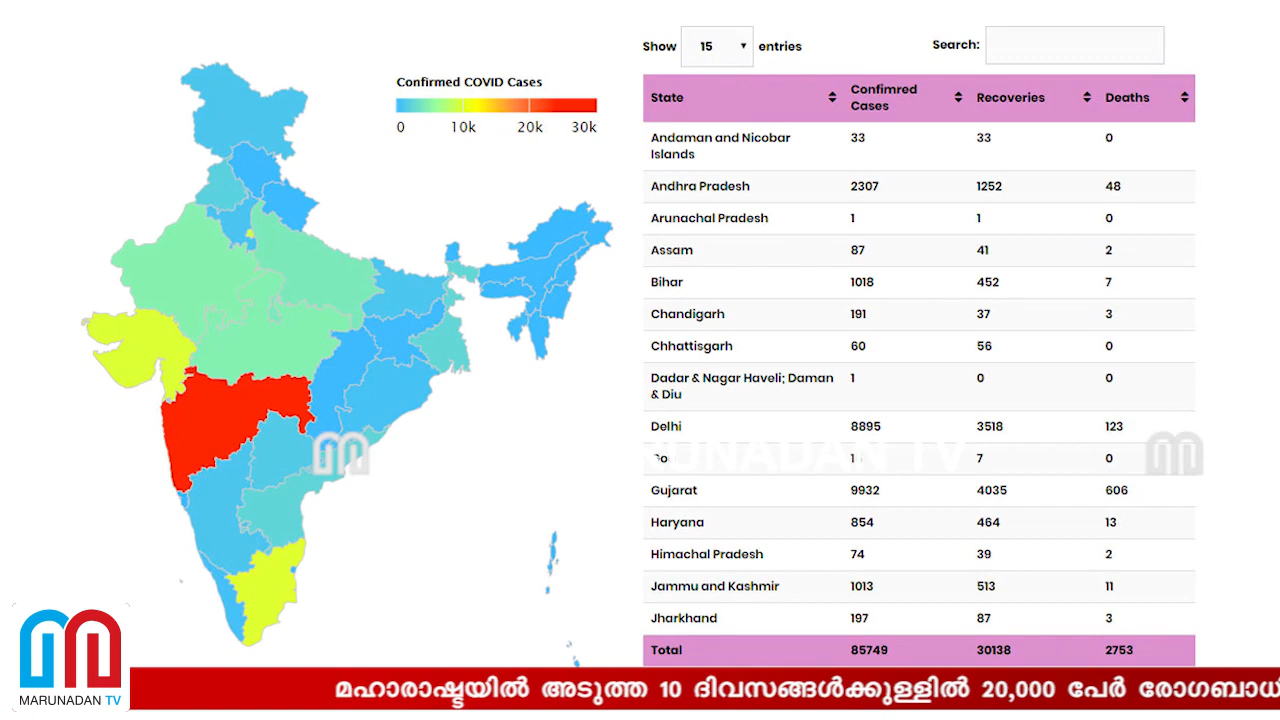 Show 15 entries Search:
Confirmed COVID Cases
0 10k 20k 30k
State Confimred Cases Recoveries Deaths
Andaman and Nicobar Islands 33 33 0
Andhra Pradesh 2307 1252 48
Arunachal Pradesh 1 1 0
Assam 87 41 2
Bihar 1018 452 7
Chandigarh 191 37 3
Chhattisgarh 60 56 0
Dadar & Nagar Haveli; Daman & Diu 1 0 0
Delhi 8895 3518 123
7 0
Gujarat 9932 4035 606
Haryana 854 464 13
Himachal Pradesh 74 39 2
Jammu and Kashmir 1013 513 11
Jharkhand 197 87 3
Total 85749 30138 2753
MARUNADAN TV
മഹാരാഷ്ട്രയിൽ അടുത്ത 10 ദിവസങ്ങൾക്കുള്ളിൽ 20,000 പേർ